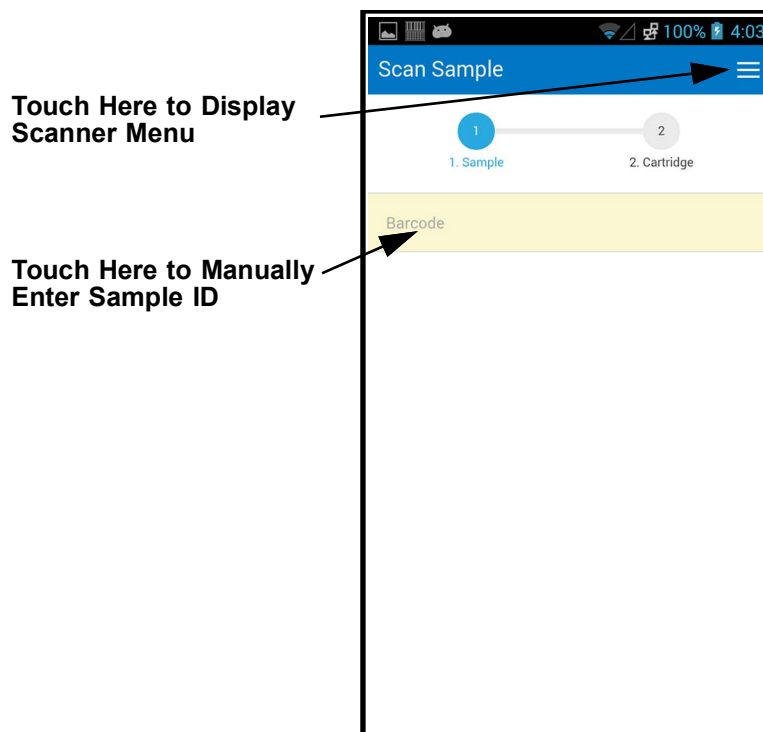 100% 4:03
Scan Sample
Touch Here to Display
Scanner Menu
1
2
1. Sample
2. Cartridge
Barcode
Touch Here to Manually
Enter Sample ID